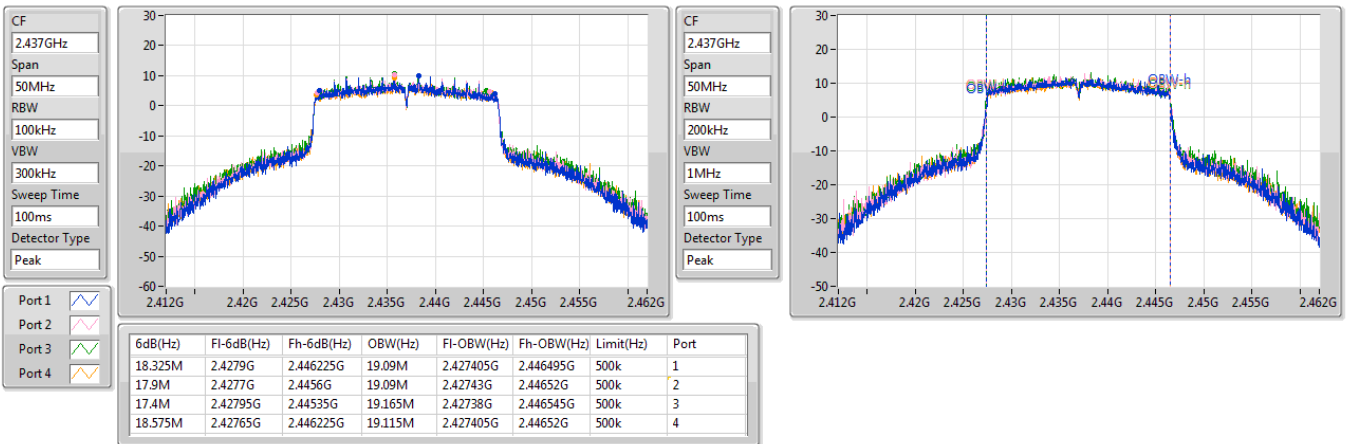 CF
2.437GHz
Span
50MHz
RBW
100kHz
VBW
300kHz
Sweep Time
100ms
Detector Type
Peak
30
20
10
0
-10
-20
-30
-40
-50
-60
2.412G 2.42G 2.425G 2.43G 2.435G 2.44G 2.445G 2.45G 2.455G 2.462G
CF
2.437GHz
Span
50MHz
RBW
200kHz
VBW
1MHz
Sweep Time
100ms
Detector Type
Peak
30
20
10
0
-10
-20
-30
-40
-50
OBW-h
2.412G 2.42G 2.425G 2.43G 2.435G 2.44G 2.445G 2.45G 2.455G 2.462G
Port 1
Port 2
Port 3
Port 4
6dB(Hz) Fl-6dB(Hz) Fh-6dB(Hz) OBW(Hz) Fl-OBW(Hz) Fh-OBW(Hz) Limit(Hz) Port
18.325M 2.4279G 2.446225G 19.09M 2.427405G 2.446495G 500k 1
17.9M 2.4277G 2.4456G 19.09M 2.42743G 2.44652G 500k 2
17.4M 2.42795G 2.44535G 19.165M 2.42738G 2.446545G 500k 3
18.575M 2.42765G 2.446225G 19.115M 2.427405G 2.44652G 500k 4